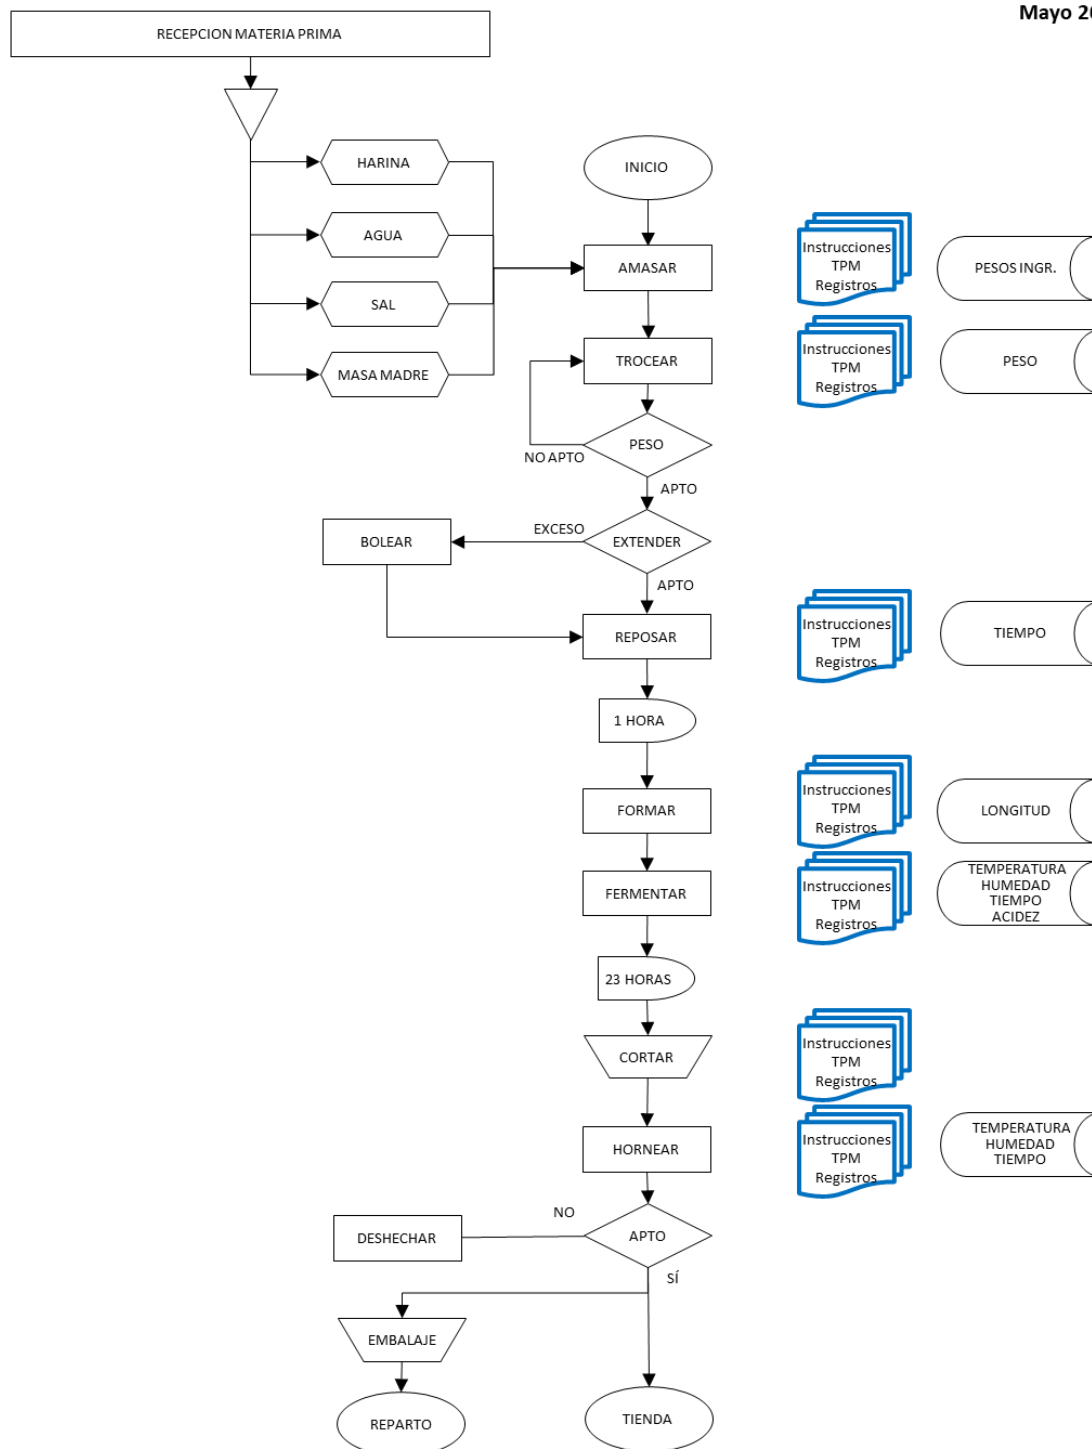 Mayo 20
RECEPCION MATERIA PRIMA
HARINA
INICIO
AGUA
Instrucciones
TPM
Registros
AMASAR
PESOS INGR.
SAL
MASA MADRE
TROCEAR
Instrucciones
TPM
Registros
PESO
PESO
NO APTO
APTO
EXCESO
BOLEAR
EXTENDER
APTO
REPOSAR
Instrucciones
TPM
Registros
TIEMPO
1 HORA
FORMAR
Instrucciones
TPM
Registros
LONGITUD
FERMENTAR
Instrucciones
TPM
Registros
TEMPERATURA
HUMEDAD
TIEMPO
ACIDEZ
23 HORAS
CORTAR
Instrucciones
TPM
Registros
HORNEAR
Instrucciones
TPM
Registros
TEMPERATURA
HUMEDAD
TIEMPO
NO
DESHECHAR
APTO
SÍ
EMBALAJE
REPARTO
TIENDA